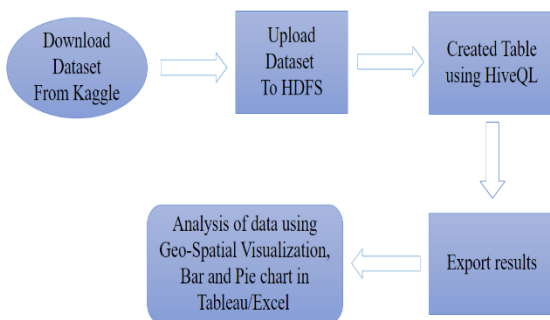 Download
Dataset
From Kaggle
Upload
Dataset
To HDFS
Created Table
using HiveQL
Export results
Analysis of data using
Geo-Spatial Visualization,
Bar and Pie chart in
Tableau/Excel